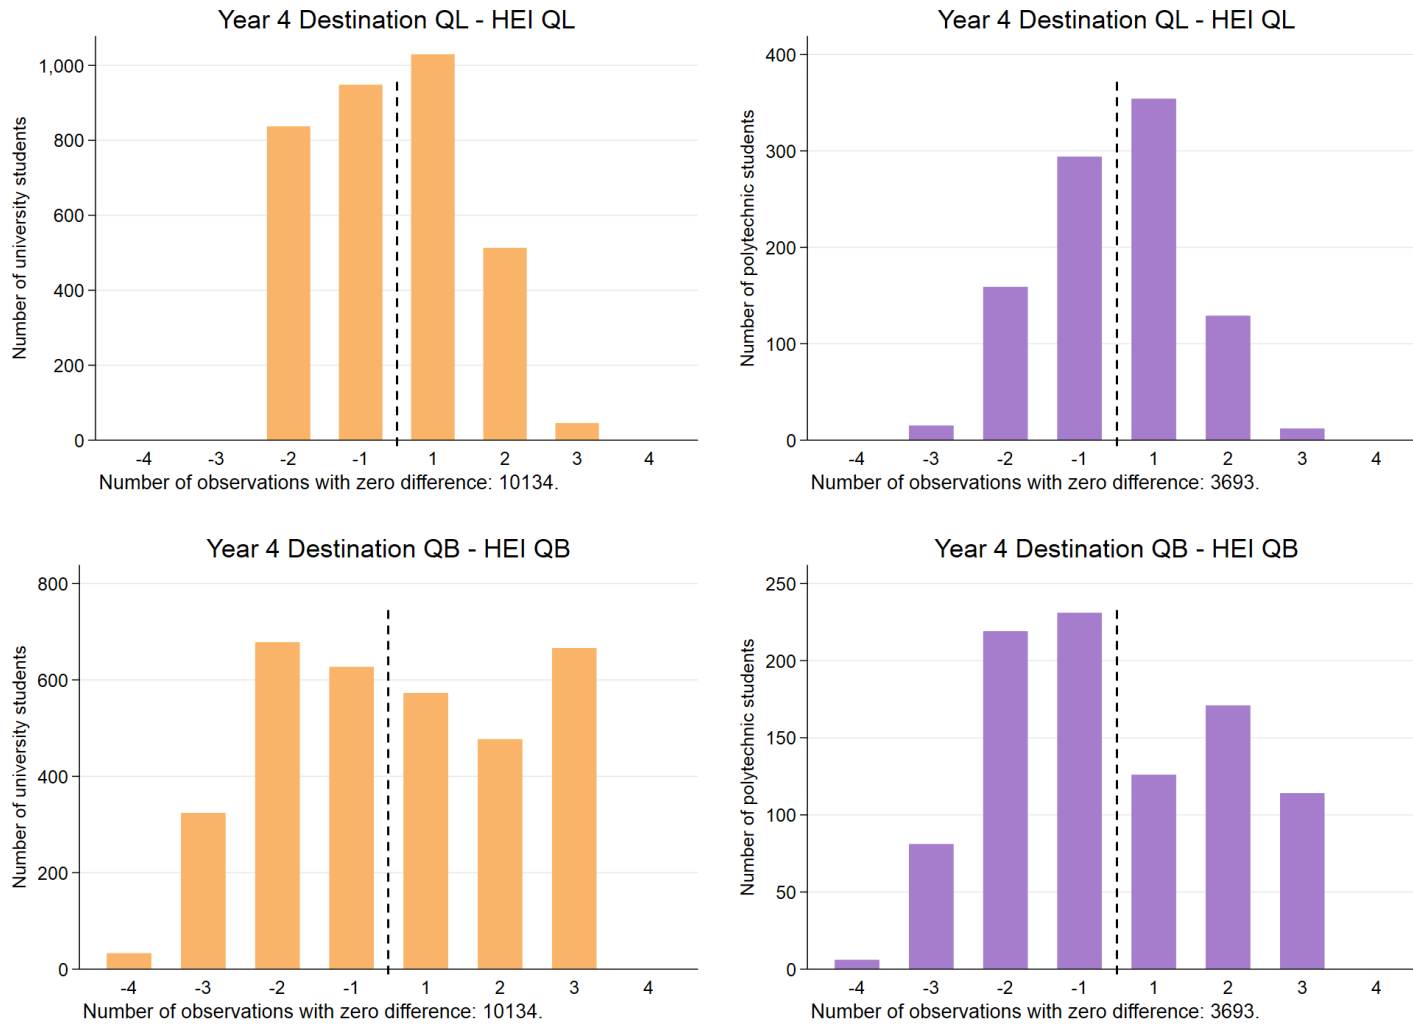 Year 4 Destination QL - HEI QL
Number of university students
1,000
800
600
400
200
0
-4 -3 -2 -1 1 2 3 4
Number of observations with zero difference: 10134.
Year 4 Destination QL - HEI QL
Number of polytechnic students
400
300
200
100
0
-4 -3 -2 -1 1 2 3 4
Number of observations with zero difference: 3693.
Year 4 Destination QB - HEI QB
Number of university students
800
600
400
200
0
-4 -3 -2 -1 1 2 3 4
Number of observations with zero difference: 10134.
Year 4 Destination QB - HEI QB
Number of polytechnic students
250
200
150
100
50
0
-4 -3 -2 -1 1 2 3 4
Number of observations with zero difference: 3693.